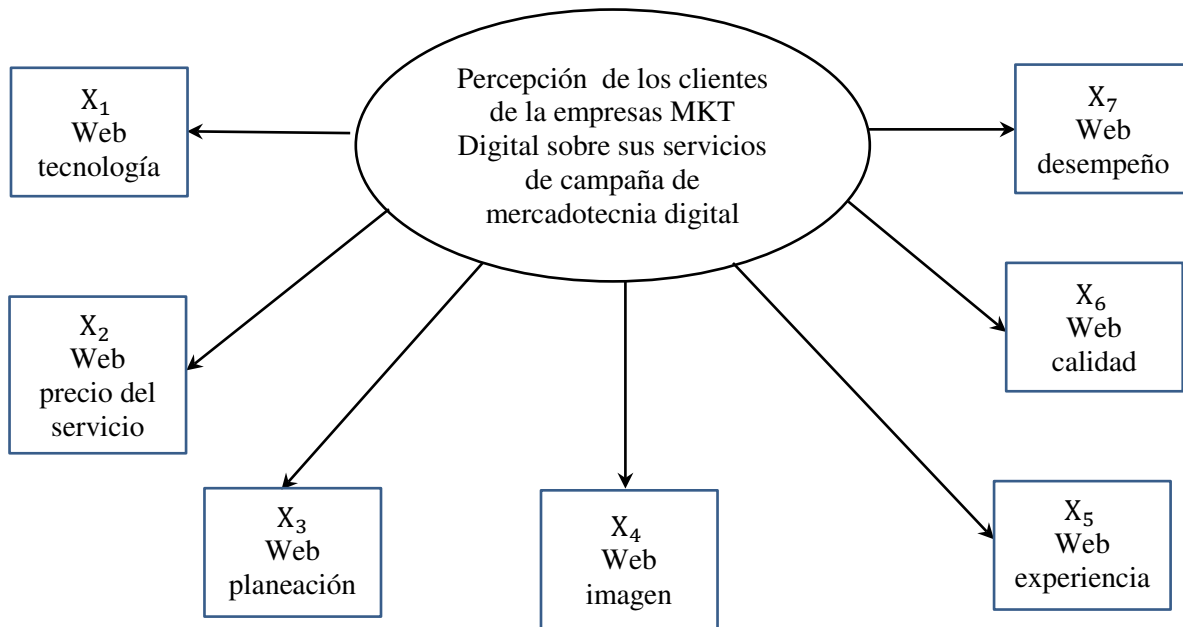 Percepción de los clientes
de la empresas MKT
Digital sobre sus servicios
de campaña de
mercadotecnia digital
X₁
Web
tecnología
X₂
Web
precio del
servicio
X₃
Web
planeación
X₄
Web
imagen
X₅
Web
experiencia
X₆
Web
calidad
X₇
Web
desempeño